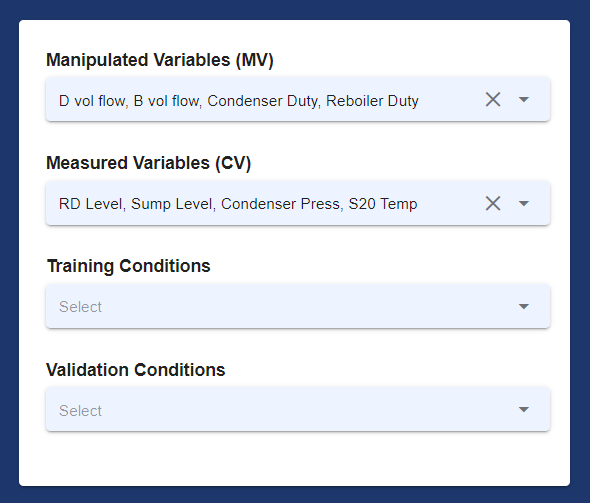 Manipulated Variables (MV)
D vol flow, B vol flow, Condenser Duty, Reboiler Duty
Measured Variables (CV)
RD Level, Sump Level, Condenser Press, S20 Temp
Training Conditions
Select
Validation Conditions
Select